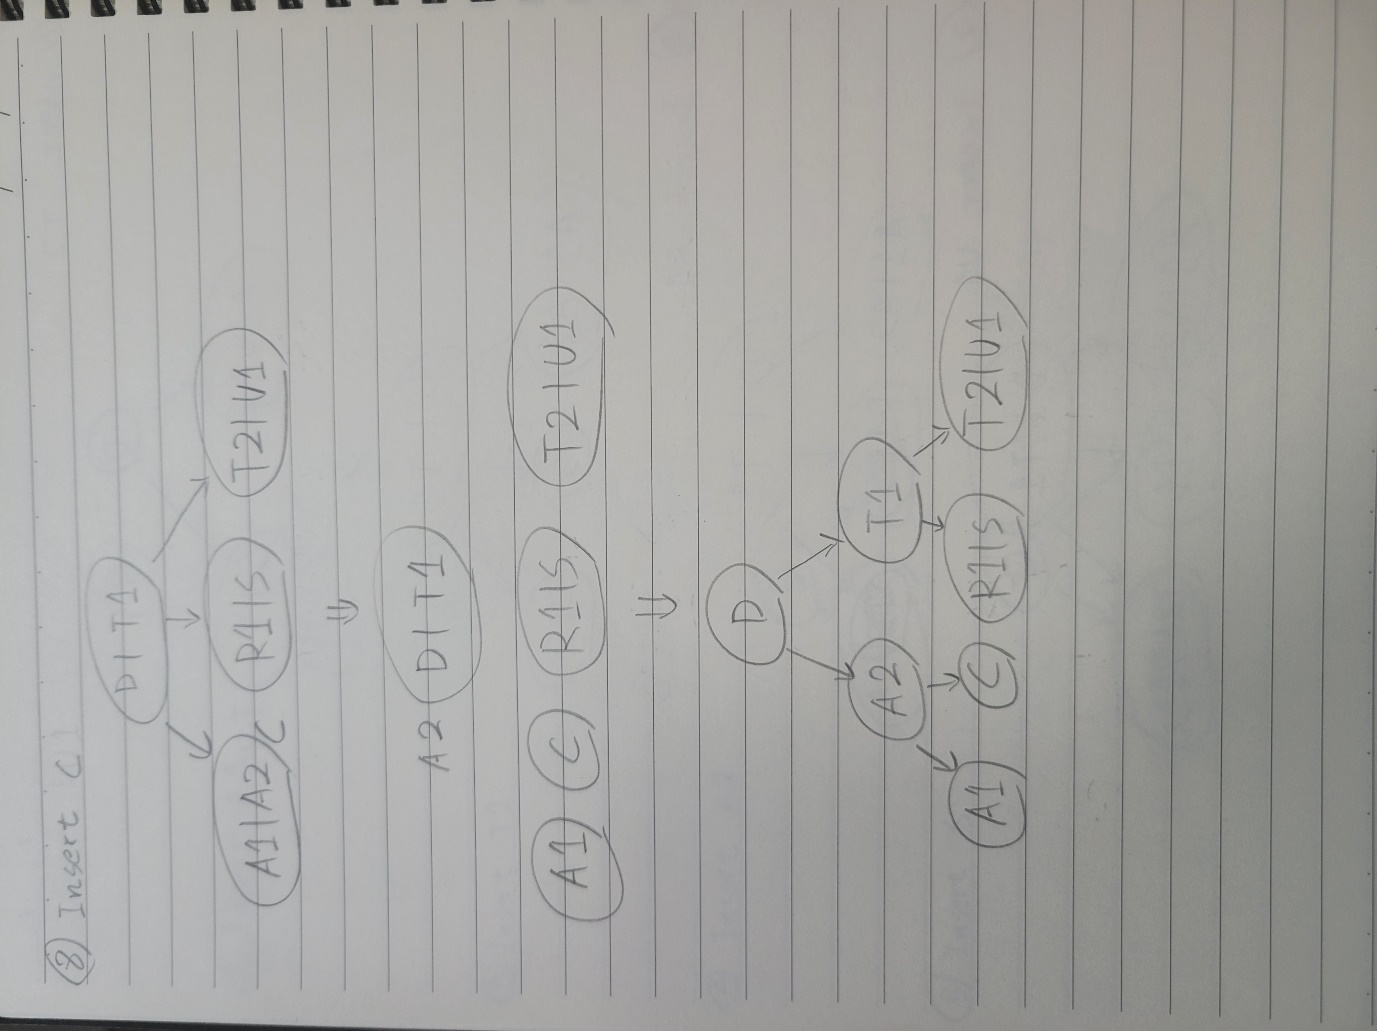 ⑧ Insert C
D|T1
A1|A2 C R1|S T2|U1
⇓
A2 D|T1
A1 C R1|S T2|U1
⇓
D
A2 T1
A1 C R1|S T2|U1